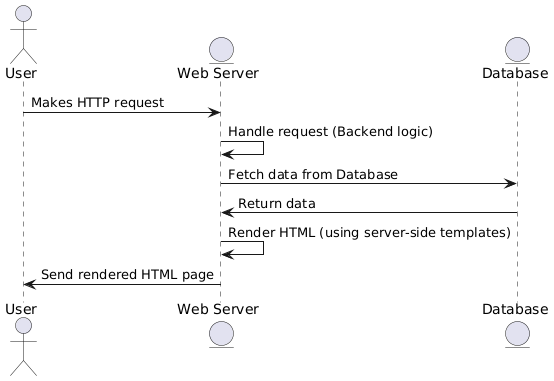 User
Web Server
Database
Makes HTTP request
Handle request (Backend logic)
Fetch data from Database
Return data
Render HTML (using server-side templates)
Send rendered HTML page
User
Web Server
Database